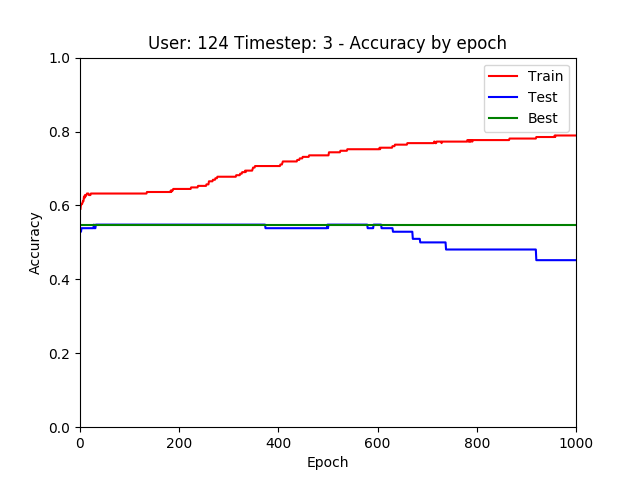 User: 124 Timestep: 3 - Accuracy by epoch
Train
Test
Best
1.0
0.8
0.6
0.4
0.2
0.0
Accuracy
0 200 400 600 800 1000
Epoch